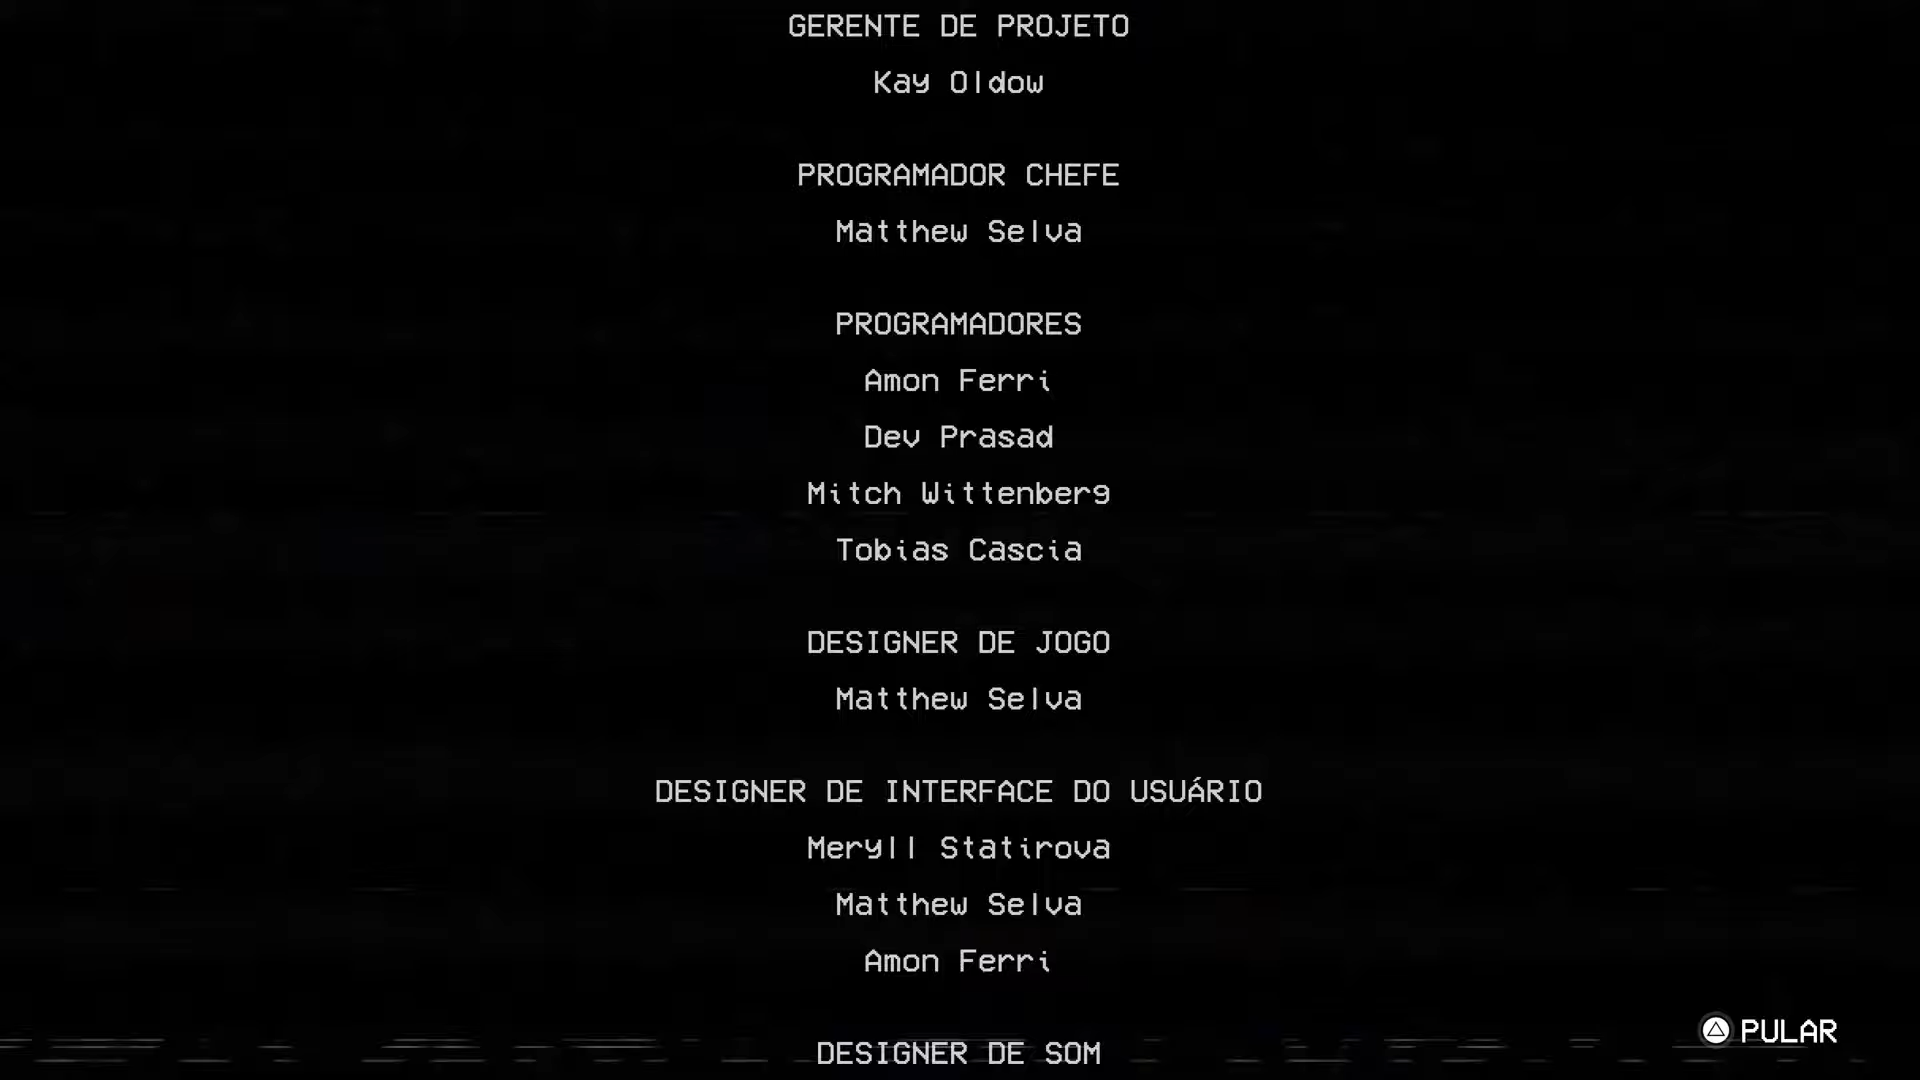 GERENTE DE PROJETO
Kay Oldow
PROGRAMADOR CHEFE
Matthew Selva
PROGRAMADORES
Amon Ferri
Dev Prasad
Mitch Wittenberg
Tobias Cascia
DESIGNER DE JOGO
Matthew Selva
DESIGNER DE INTERFACE DO USUÁRIO
Meryll Statirova
Matthew Selva
Amon Ferri
PULAR
DESIGNER DE SOM